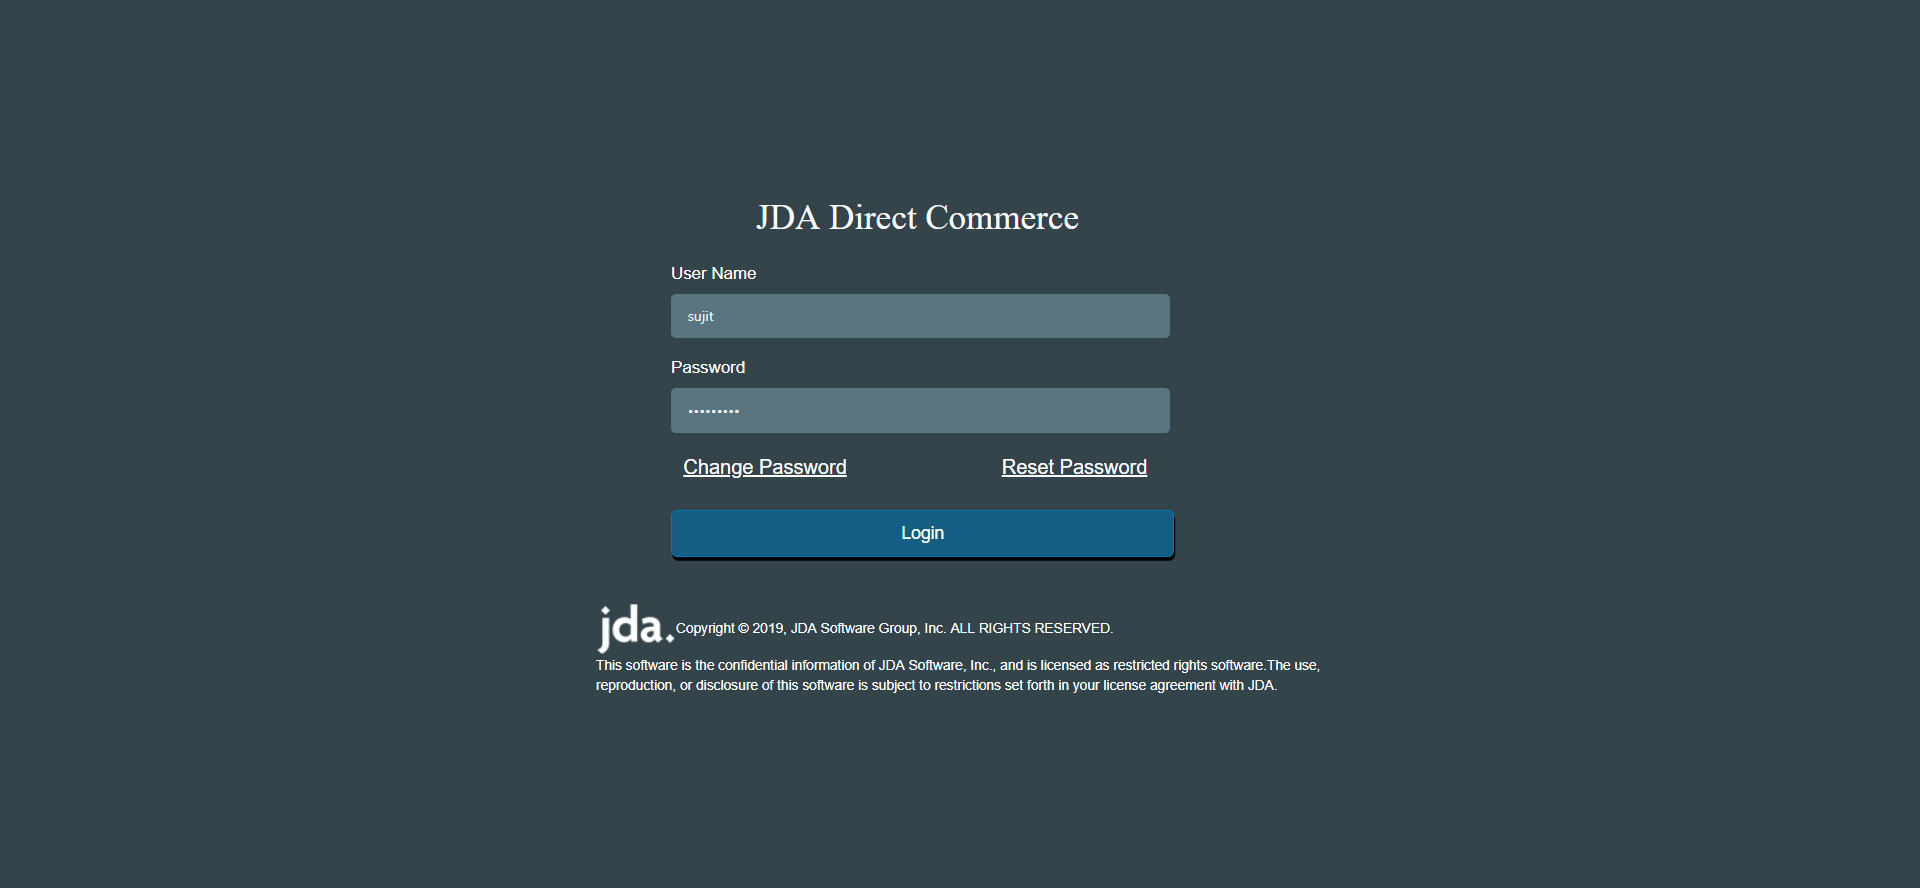 JDA Direct Commerce
User Name
sujit
Password
•••••••••
Change Password Reset Password
Login
jda. Copyright © 2019, JDA Software Group, Inc. ALL RIGHTS RESERVED.
This software is the confidential information of JDA Software, Inc., and is licensed as restricted rights software.The use,
reproduction, or disclosure of this software is subject to restrictions set forth in your license agreement with JDA.